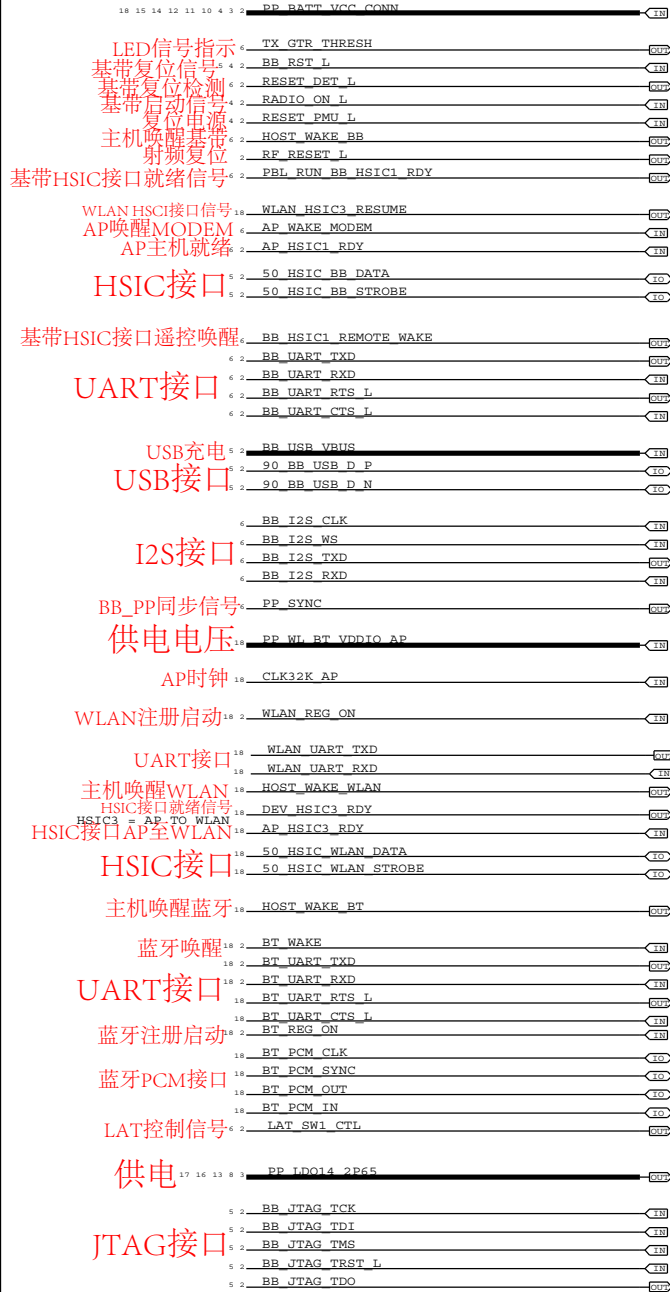 18 15 14 12 11 10 4 3 2 PP_BATT_VCC_CONN IN
LED信号指示 6 TX_GTR_THRESH OUT
基带复位信号 5 4 2 BB_RST_L IN
基带复位检测 6 2 RESET_DET_L OUT
基带启动信号 4 2 RADIO_ON_L IN
复位电源 4 2 RESET_PMU_L IN
主机唤醒基带 6 2 HOST_WAKE_BB OUT
射频复位 2 RF_RESET_L OUT
基带HSIC接口就绪信号 6 2 PBL_RUN_BB_HSIC1_RDY OUT
WLAN HSCI接口信号 18 WLAN_HSIC3_RESUME OUT
AP唤醒MODEM 6 AP_WAKE_MODEM IN
AP主机就绪 6 2 AP_HSIC1_RDY IN
HSIC接口 5 2 50_HSIC_BB_DATA IO
5 2 50_HSIC_BB_STROBE IO
基带HSIC接口遥控唤醒 6 BB_HSIC1_REMOTE_WAKE OUT
6 2 BB_UART_TXD OUT
UART接口 6 2 BB_UART_RXD IN
6 2 BB_UART_RTS_L OUT
6 2 BB_UART_CTS_L IN
USB充电 5 2 BB_USB_VBUS IN
USB接口 5 2 90_BB_USB_D_P IO
5 2 90_BB_USB_D_N IO
6 BB_I2S_CLK IN
I2S接口 6 BB_I2S_WS IN
6 BB_I2S_TXD OUT
6 BB_I2S_RXD IN
BB_PP同步信号 6 PP_SYNC OUT
供电电压 18 PP_WL_BT_VDDIO_AP IN
AP时钟 18 CLK32K_AP IN
WLAN注册启动 18 2 WLAN_REG_ON IN
UART接口 18 WLAN_UART_TXD OUT
18 WLAN_UART_RXD IN
主机唤醒WLAN 18 HOST_WAKE_WLAN OUT
HSIC接口就绪信号 18 DEV_HSIC3_RDY OUT
HSIC3 = AP TO WLAN
HSIC接口AP至WLAN 18 AP_HSIC3_RDY IN
HSIC接口 18 50_HSIC_WLAN_DATA IO
18 50_HSIC_WLAN_STROBE IO
主机唤醒蓝牙 18 HOST_WAKE_BT OUT
蓝牙唤醒 18 2 BT_WAKE IN
18 2 BT_UART_TXD OUT
UART接口 18 2 BT_UART_RXD IN
18 BT_UART_RTS_L OUT
18 BT_UART_CTS_L IN
蓝牙注册启动 18 2 BT_REG_ON IN
18 BT_PCM_CLK IO
蓝牙PCM接口 18 BT_PCM_SYNC IO
18 BT_PCM_OUT IO
18 BT_PCM_IN IO
LAT控制信号 6 2 LAT_SW1_CTL OUT
供电 17 16 13 8 3 PP_LDO14_2P65 OUT
5 2 BB_JTAG_TCK IN
5 2 BB_JTAG_TDI IN
JTAG接口 5 2 BB_JTAG_TMS IN
5 2 BB_JTAG_TRST_L IN
5 2 BB_JTAG_TDO OUT